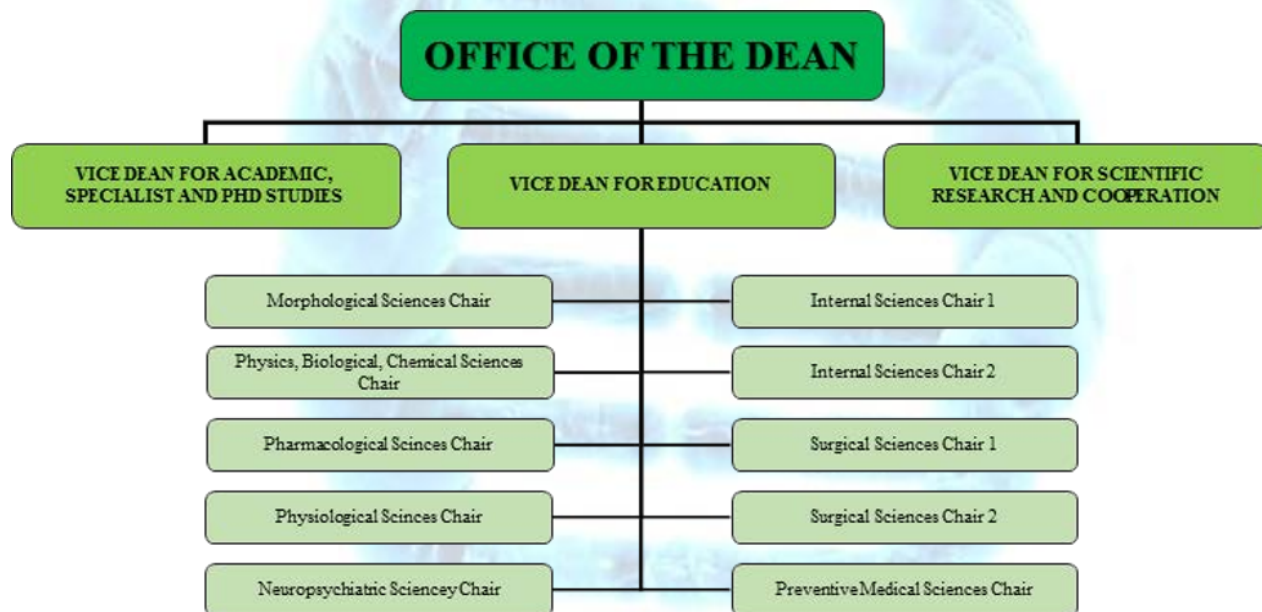 OFFICE OF THE DEAN
VICE DEAN FOR ACADEMIC,
SPECIALIST AND PHD STUDIES
VICE DEAN FOR EDUCATION
VICE DEAN FOR SCIENTIFIC
RESEARCH AND COOPERATION
Morphological Sciences Chair
Internal Sciences Chair 1
Physics, Biological, Chemical Sciences
Chair
Internal Sciences Chair 2
Pharmacological Scinces Chair
Surgical Sciences Chair 1
Physiological Scinces Chair
Surgical Sciences Chair 2
Neuropsychiatric Sciencey Chair
Preventive Medical Sciences Chair